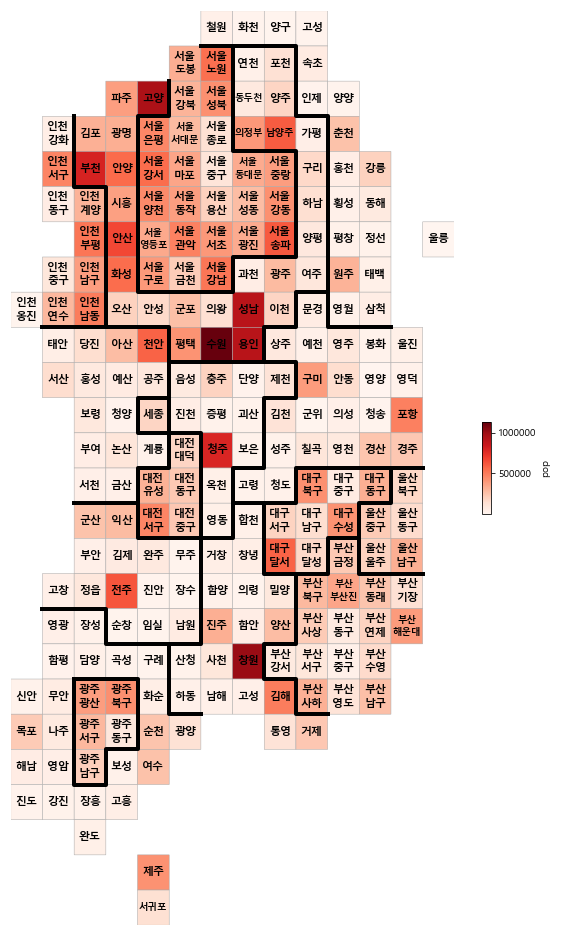 철원 화천 양구 고성
서울 서울 연천 포천 속초
도봉 노원
파주 고양 서울 서울 동두천 양주 인제 양양
강북 성북
인천 김포 광명 서울 서울 서울 의정부 남양주 가평 춘천
강화 은평 서대문 종로
인천 부천 안양 서울 서울 서울 서울 서울 구리 홍천 강릉
서구 강서 마포 중구 동대문 중랑
인천 인천 시흥 서울 서울 서울 서울 서울 하남 횡성 동해
동구 계양 양천 동작 용산 성동 강동
인천 안산 서울 서울 서울 서울 서울 양평 평창 정선 울릉
부평 영등포 관악 서초 광진 송파
인천 인천 화성 서울 서울 서울 과천 광주 여주 원주 태백
중구 남구 구로 금천 강남
인천 인천 인천 오산 안성 군포 의왕 성남 이천 문경 영월 삼척
옹진 연수 남동
태안 당진 아산 천안 평택 수원 용인 상주 예천 영주 봉화 울진
서산 홍성 예산 공주 음성 충주 단양 제천 구미 안동 영양 영덕
보령 청양 세종 진천 증평 괴산 김천 군위 의성 청송 포항
부여 논산 계룡 대전 청주 보은 성주 칠곡 영천 경산 경주
대덕
서천 금산 대전 대전 옥천 고령 청도 대구 대구 대구 울산
유성 동구 북구 중구 동구 북구
군산 익산 대전 대전 영동 합천 대구 대구 대구 울산 울산
서구 중구 서구 남구 수성 중구 동구
부안 김제 완주 무주 거창 창녕 대구 대구 부산 울산 울산
달서 달성 금정 울주 남구
고창 정읍 전주 진안 장수 함양 의령 밀양 부산 부산 부산 부산
북구 부산진 동래 기장
영광 장성 순창 임실 남원 진주 함안 양산 부산 부산 부산 부산
사상 동구 연제 해운대
함평 담양 곡성 구례 산청 사천 창원 부산 부산 부산 부산
강서 서구 중구 수영
신안 무안 광주 광주 화순 하동 남해 고성 김해 부산 부산 부산
광산 북구 사하 영도 남구
목포 나주 광주 광주 순천 광양 통영 거제
서구 동구
해남 영암 광주 보성 여수
남구
진도 강진 장흥 고흥
완도
제주
서귀포
1000000
500000
pop